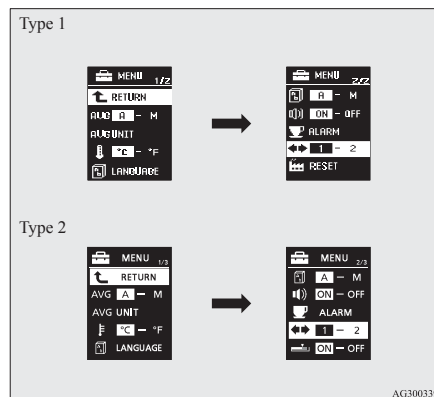 Type 1
MENU 1/2
RETURN
AVG A - M
AVG UNIT
°C - °F
LANGUAGE
MENU 2/2
A - M
ON - OFF
ALARM
1 - 2
RESET
Type 2
MENU 1/3
RETURN
AVG A - M
AVG UNIT
°C - °F
LANGUAGE
MENU 2/3
A - M
ON - OFF
ALARM
1 - 2
ON - OFF